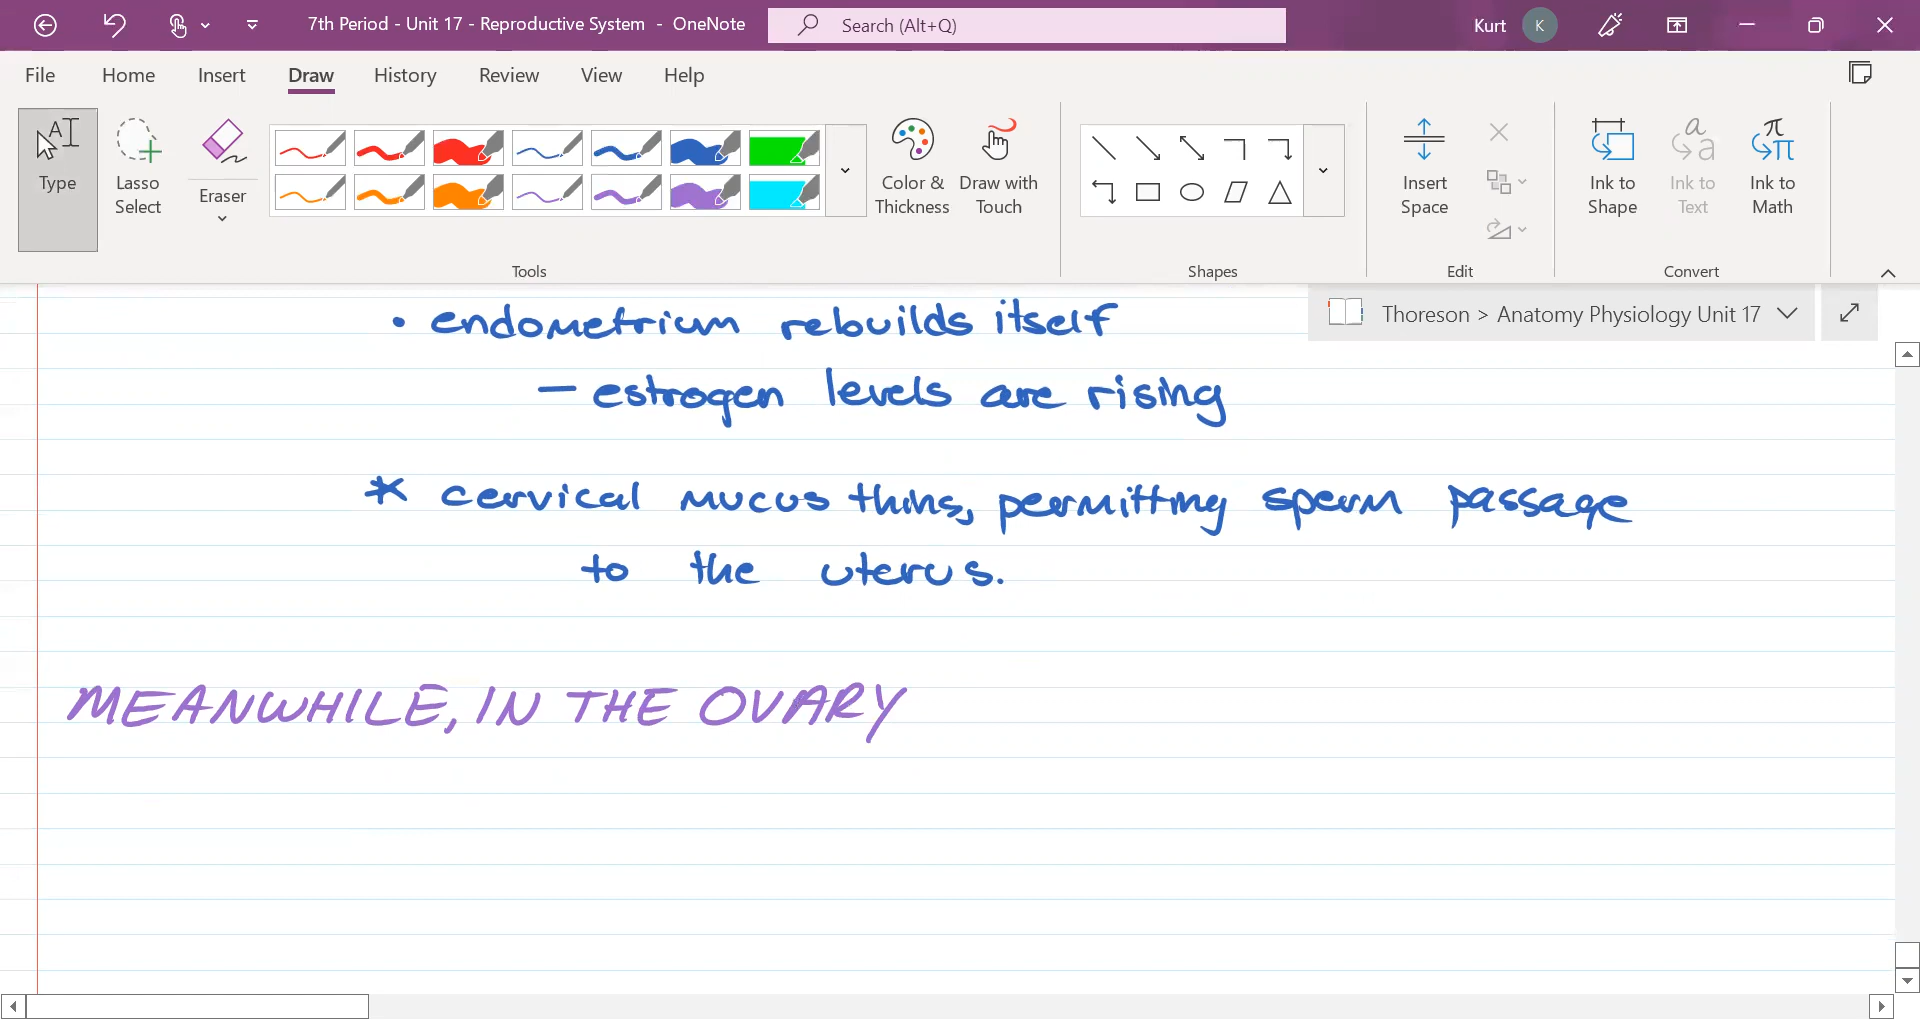 7th Period - Unit 17 - Reproductive System - OneNote
Search (Alt+Q)
Kurt K
File Home Insert Draw History Review View Help
Type
Lasso Select
Eraser
Color & Thickness
Draw with Touch
Insert Space
Ink to Shape
Ink to Text
Ink to Math
Tools Shapes Edit Convert
Thoreson > Anatomy Physiology Unit 17
• endometrium rebuilds itself
— estrogen levels are rising
* cervical mucus thins, permitting sperm passage
to the uterus.
MEANWHILE, IN THE OVARY